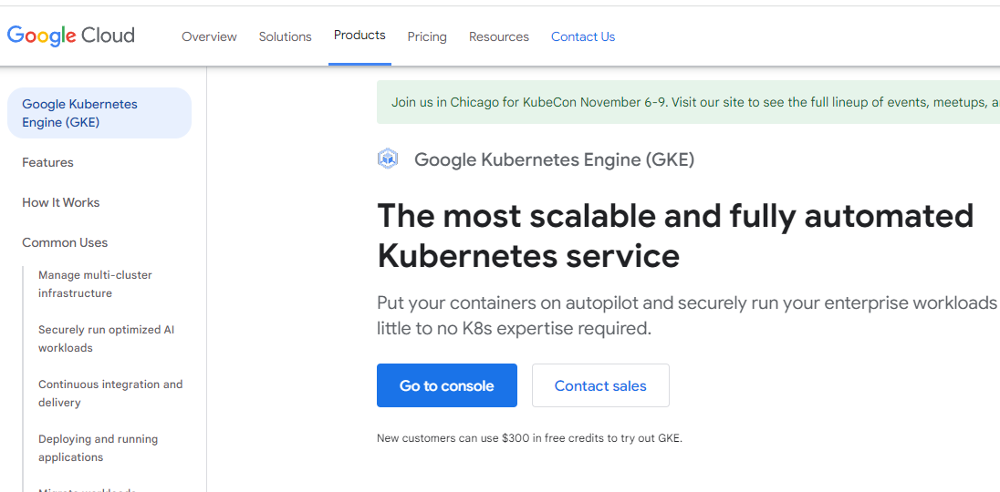 Google Cloud
Overview Solutions Products Pricing Resources Contact Us
Google Kubernetes
Engine (GKE)
Features
How It Works
Common Uses
Manage multi-cluster
infrastructure
Securely run optimized AI
workloads
Continuous integration and
delivery
Deploying and running
applications
Join us in Chicago for KubeCon November 6-9. Visit our site to see the full lineup of events, meetups,
Google Kubernetes Engine (GKE)
The most scalable and fully automated
Kubernetes service
Put your containers on autopilot and securely run your enterprise workloads
little to no K8s expertise required.
Go to console Contact sales
New customers can use $300 in free credits to try out GKE.